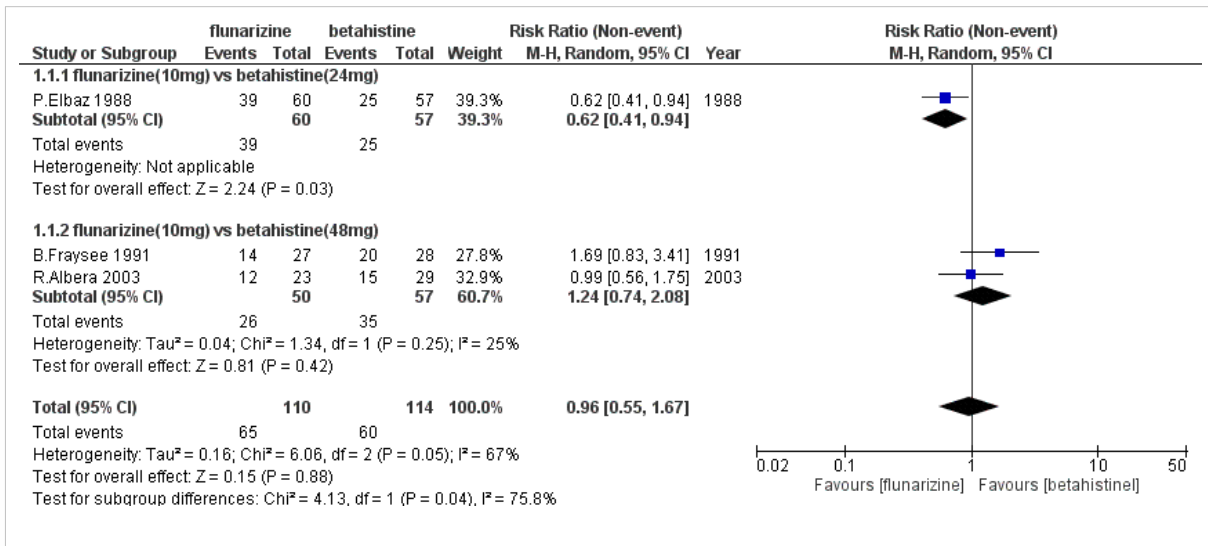 flunarizine betahistine Risk Ratio (Non-event) Risk Ratio (Non-event)
Study or Subgroup Events Total Events Total Weight M-H, Random, 95% CI Year M-H, Random, 95% CI
1.1.1 flunarizine(10mg) vs betahistine(24mg)
P.Elbaz 1988 39 60 25 57 39.3% 0.62 [0.41, 0.94] 1988
Subtotal (95% CI) 60 57 39.3% 0.62 [0.41, 0.94]
Total events 39 25
Heterogeneity: Not applicable
Test for overall effect: Z = 2.24 (P = 0.03)
1.1.2 flunarizine(10mg) vs betahistine(48mg)
B.Fraysee 1991 14 27 20 28 27.8% 1.69 [0.83, 3.41] 1991
R.Albera 2003 12 23 15 29 32.9% 0.99 [0.56, 1.75] 2003
Subtotal (95% CI) 50 57 60.7% 1.24 [0.74, 2.08]
Total events 26 35
Heterogeneity: Tau² = 0.04; Chi² = 1.34, df = 1 (P = 0.25); I² = 25%
Test for overall effect: Z = 0.81 (P = 0.42)
Total (95% CI) 110 114 100.0% 0.96 [0.55, 1.67]
Total events 65 60
Heterogeneity: Tau² = 0.16; Chi² = 6.06, df = 2 (P = 0.05); I² = 67%
Test for overall effect: Z = 0.15 (P = 0.88)
Test for subgroup differences: Chi² = 4.13, df = 1 (P = 0.04), I² = 75.8%
0.02 0.1 1 10 50
Favours [flunarizine] Favours [betahistinel]